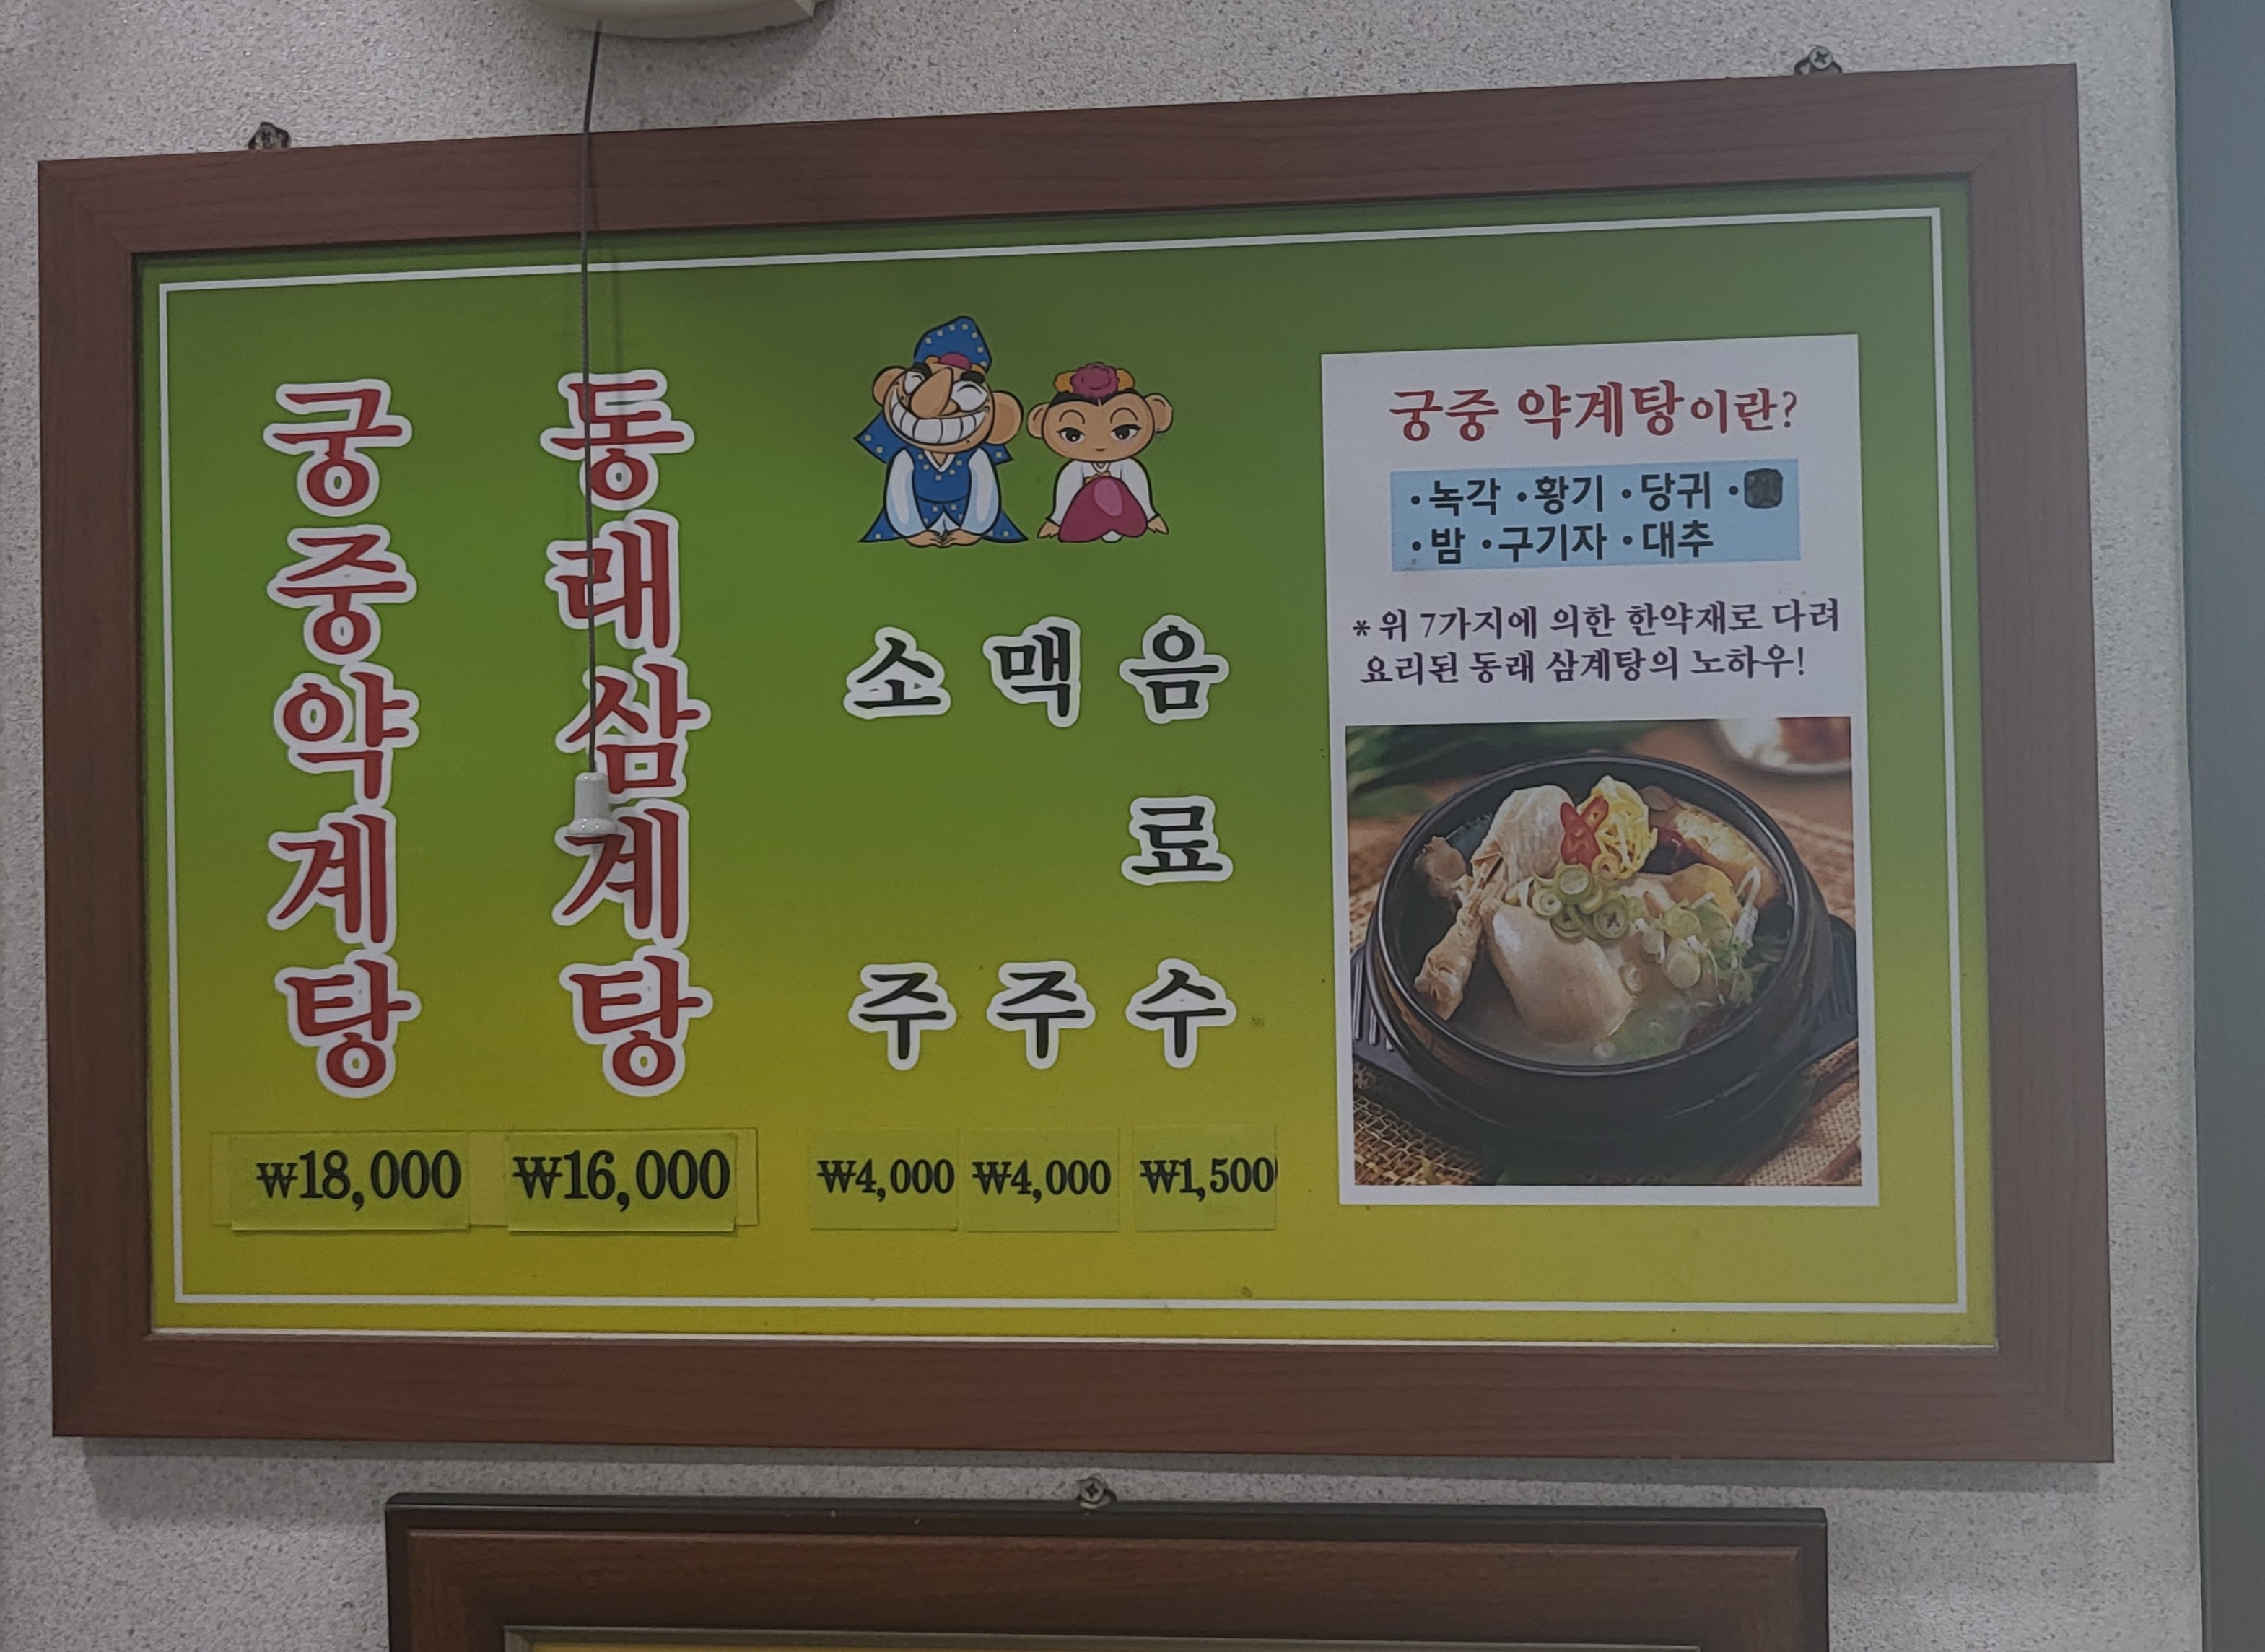 궁중약계탕
₩18,000
동래삼계탕
₩16,000
소주
₩4,000
맥주
₩4,000
음료수
₩1,500
궁중 약계탕이란?
·녹각 ·황기 ·당귀 ·
·밤 ·구기자 ·대추
*위 7가지에 의한 한약재로 다려
요리된 동래 삼계탕의 노하우!